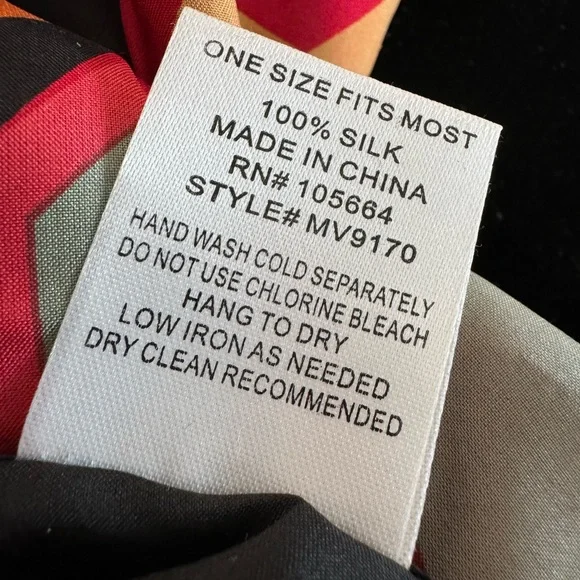 ONE SIZE FITS MOST
100% SILK
MADE IN CHINA
RN# 105664
STYLE# MV9170
HAND WASH COLD SEPARATELY
DO NOT USE CHLORINE BLEACH
HANG TO DRY
LOW IRON AS NEEDED
DRY CLEAN RECOMMENDED